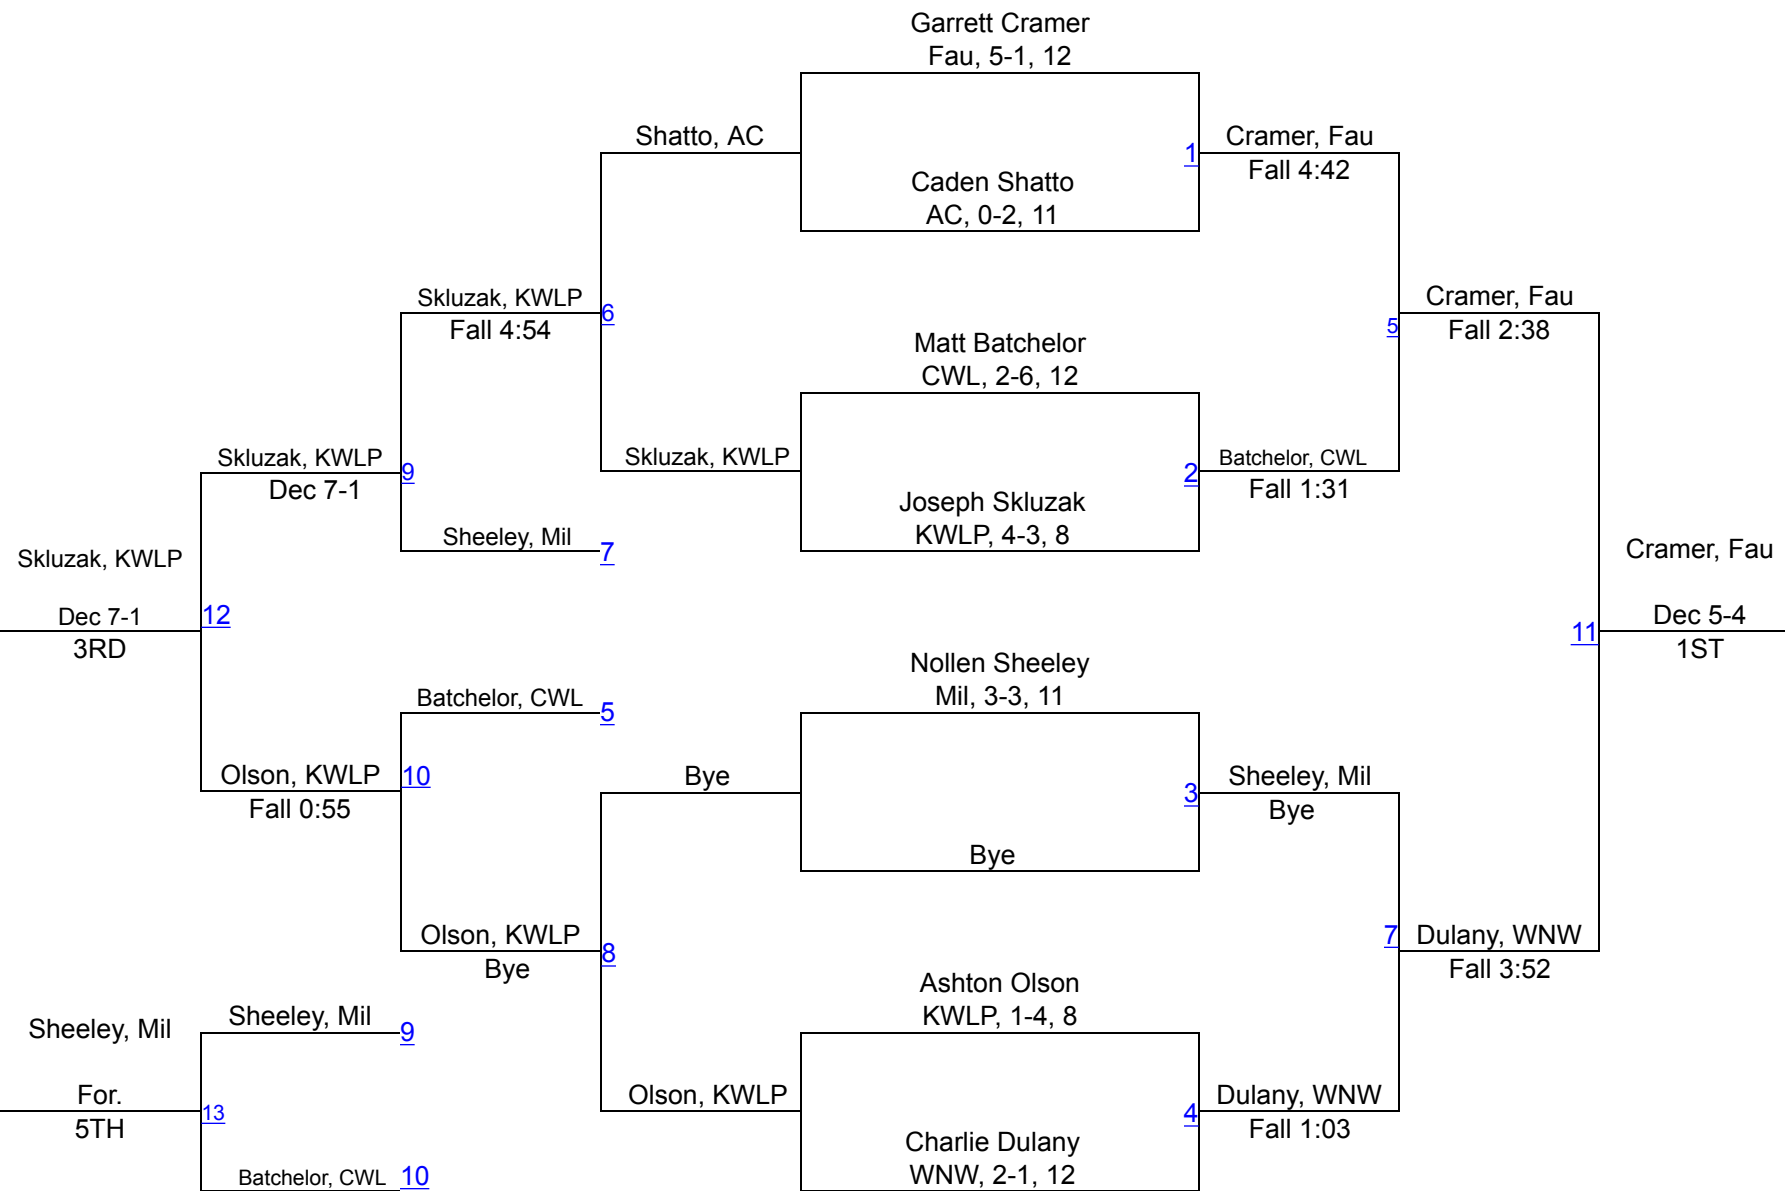 Garrett Cramer
Fau, 5-1, 12
Shatto, AC
1
Cramer, Fau
Fall 4:42
Caden Shatto
AC, 0-2, 11
Skluzak, KWLP
Fall 4:54
6
Cramer, Fau
Fall 2:38
5
Matt Batchelor
CWL, 2-6, 12
Skluzak, KWLP
Dec 7-1
9
Skluzak, KWLP
2
Batchelor, CWL
Fall 1:31
Joseph Skluzak
KWLP, 4-3, 8
Sheeley, Mil
7
Skluzak, KWLP
Dec 7-1
3RD
12
Cramer, Fau
Dec 5-4
1ST
11
Nollen Sheeley
Mil, 3-3, 11
Batchelor, CWL
5
Olson, KWLP
Fall 0:55
10
Bye
3
Sheeley, Mil
Bye
Bye
Olson, KWLP
Bye
8
7
Dulany, WNW
Fall 3:52
Ashton Olson
KWLP, 1-4, 8
Sheeley, Mil
Sheeley, Mil
9
For.
5TH
13
Olson, KWLP
4
Dulany, WNW
Fall 1:03
Charlie Dulany
WNW, 2-1, 12
Batchelor, CWL
10